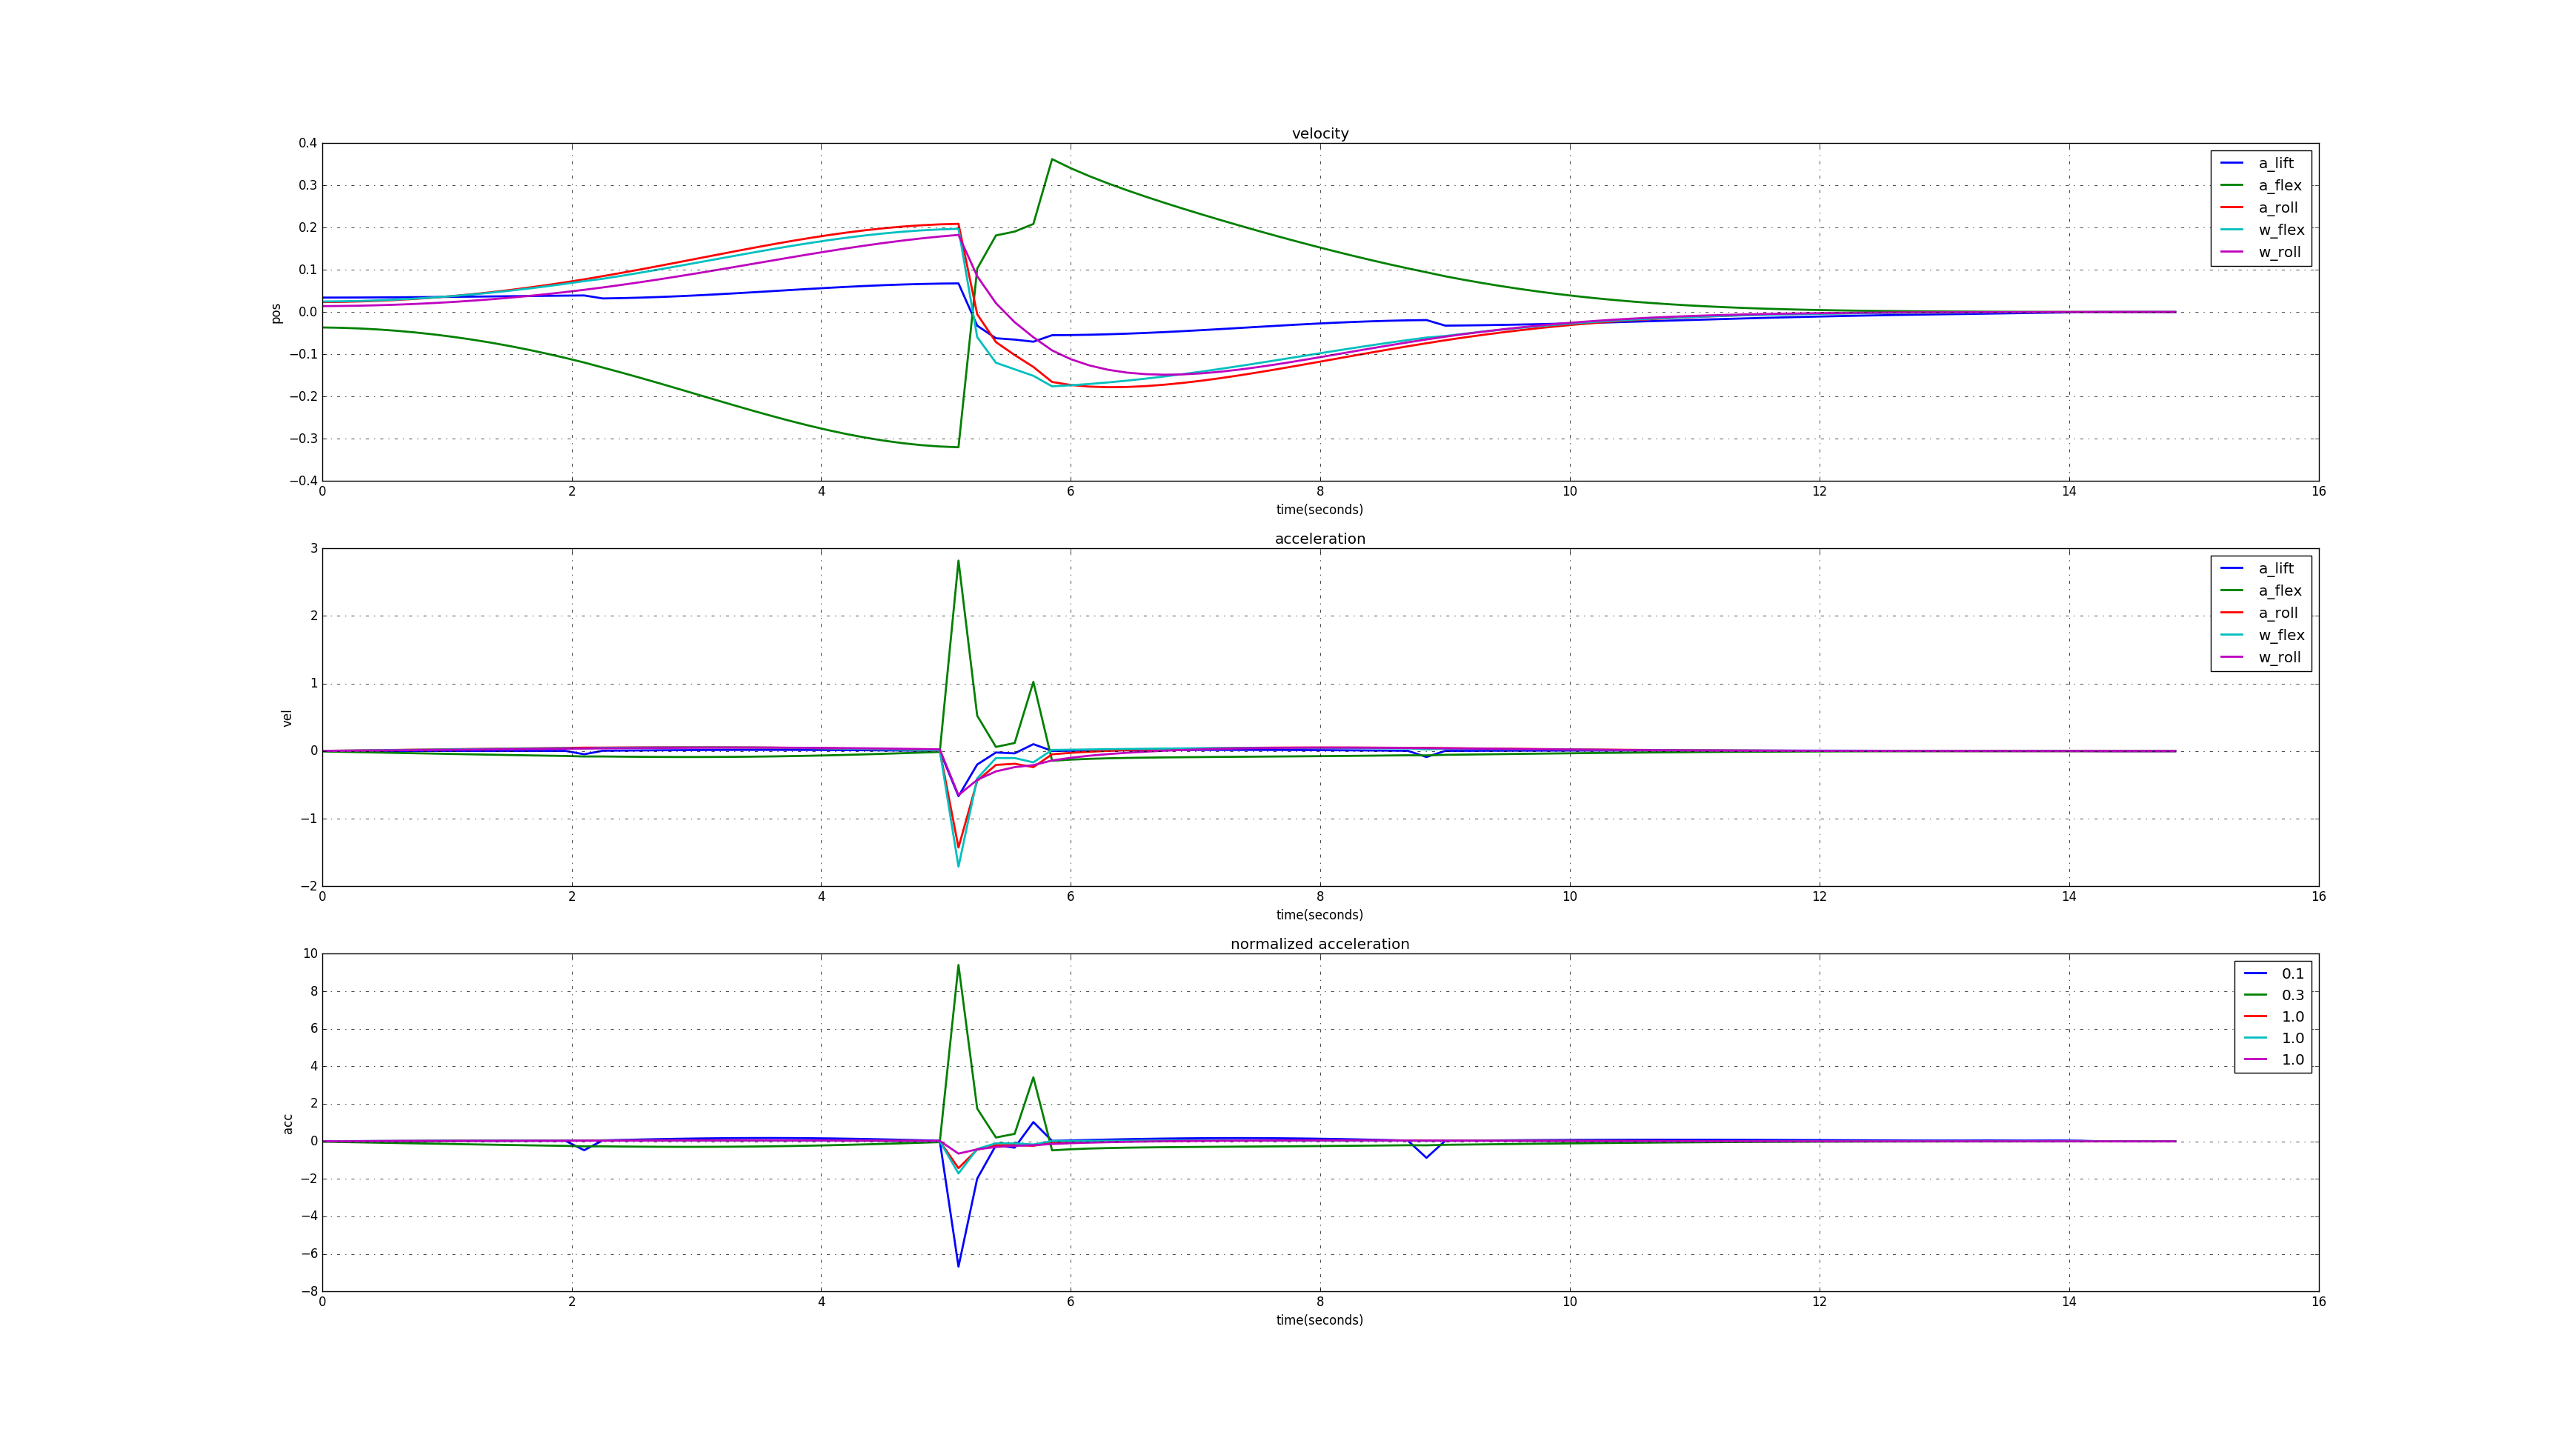 velocity
0.4
0.3
0.2
0.1
0.0
−0.1
−0.2
−0.3
−0.4
pos
0 2 4 6 8 10 12 14 16
time(seconds)
a_lift
a_flex
a_roll
w_flex
w_roll
acceleration
3
2
1
0
−1
−2
vel
0 2 4 6 8 10 12 14 16
time(seconds)
a_lift
a_flex
a_roll
w_flex
w_roll
normalized acceleration
10
8
6
4
2
0
−2
−4
−6
−8
acc
0 2 4 6 8 10 12 14 16
time(seconds)
0.1
0.3
1.0
1.0
1.0